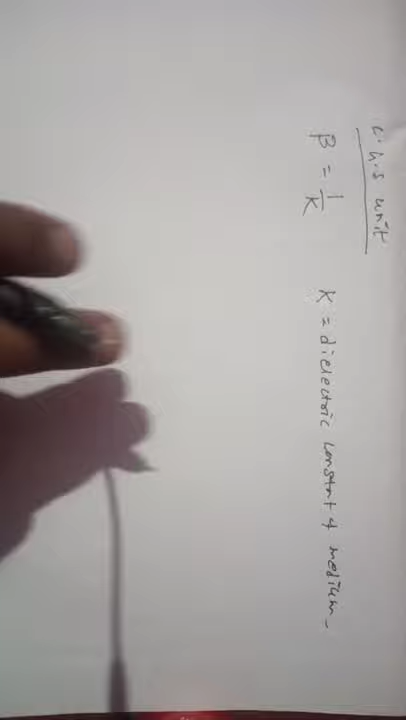 C.G.S unit
β = 1/K K = dielectric constant of medium.